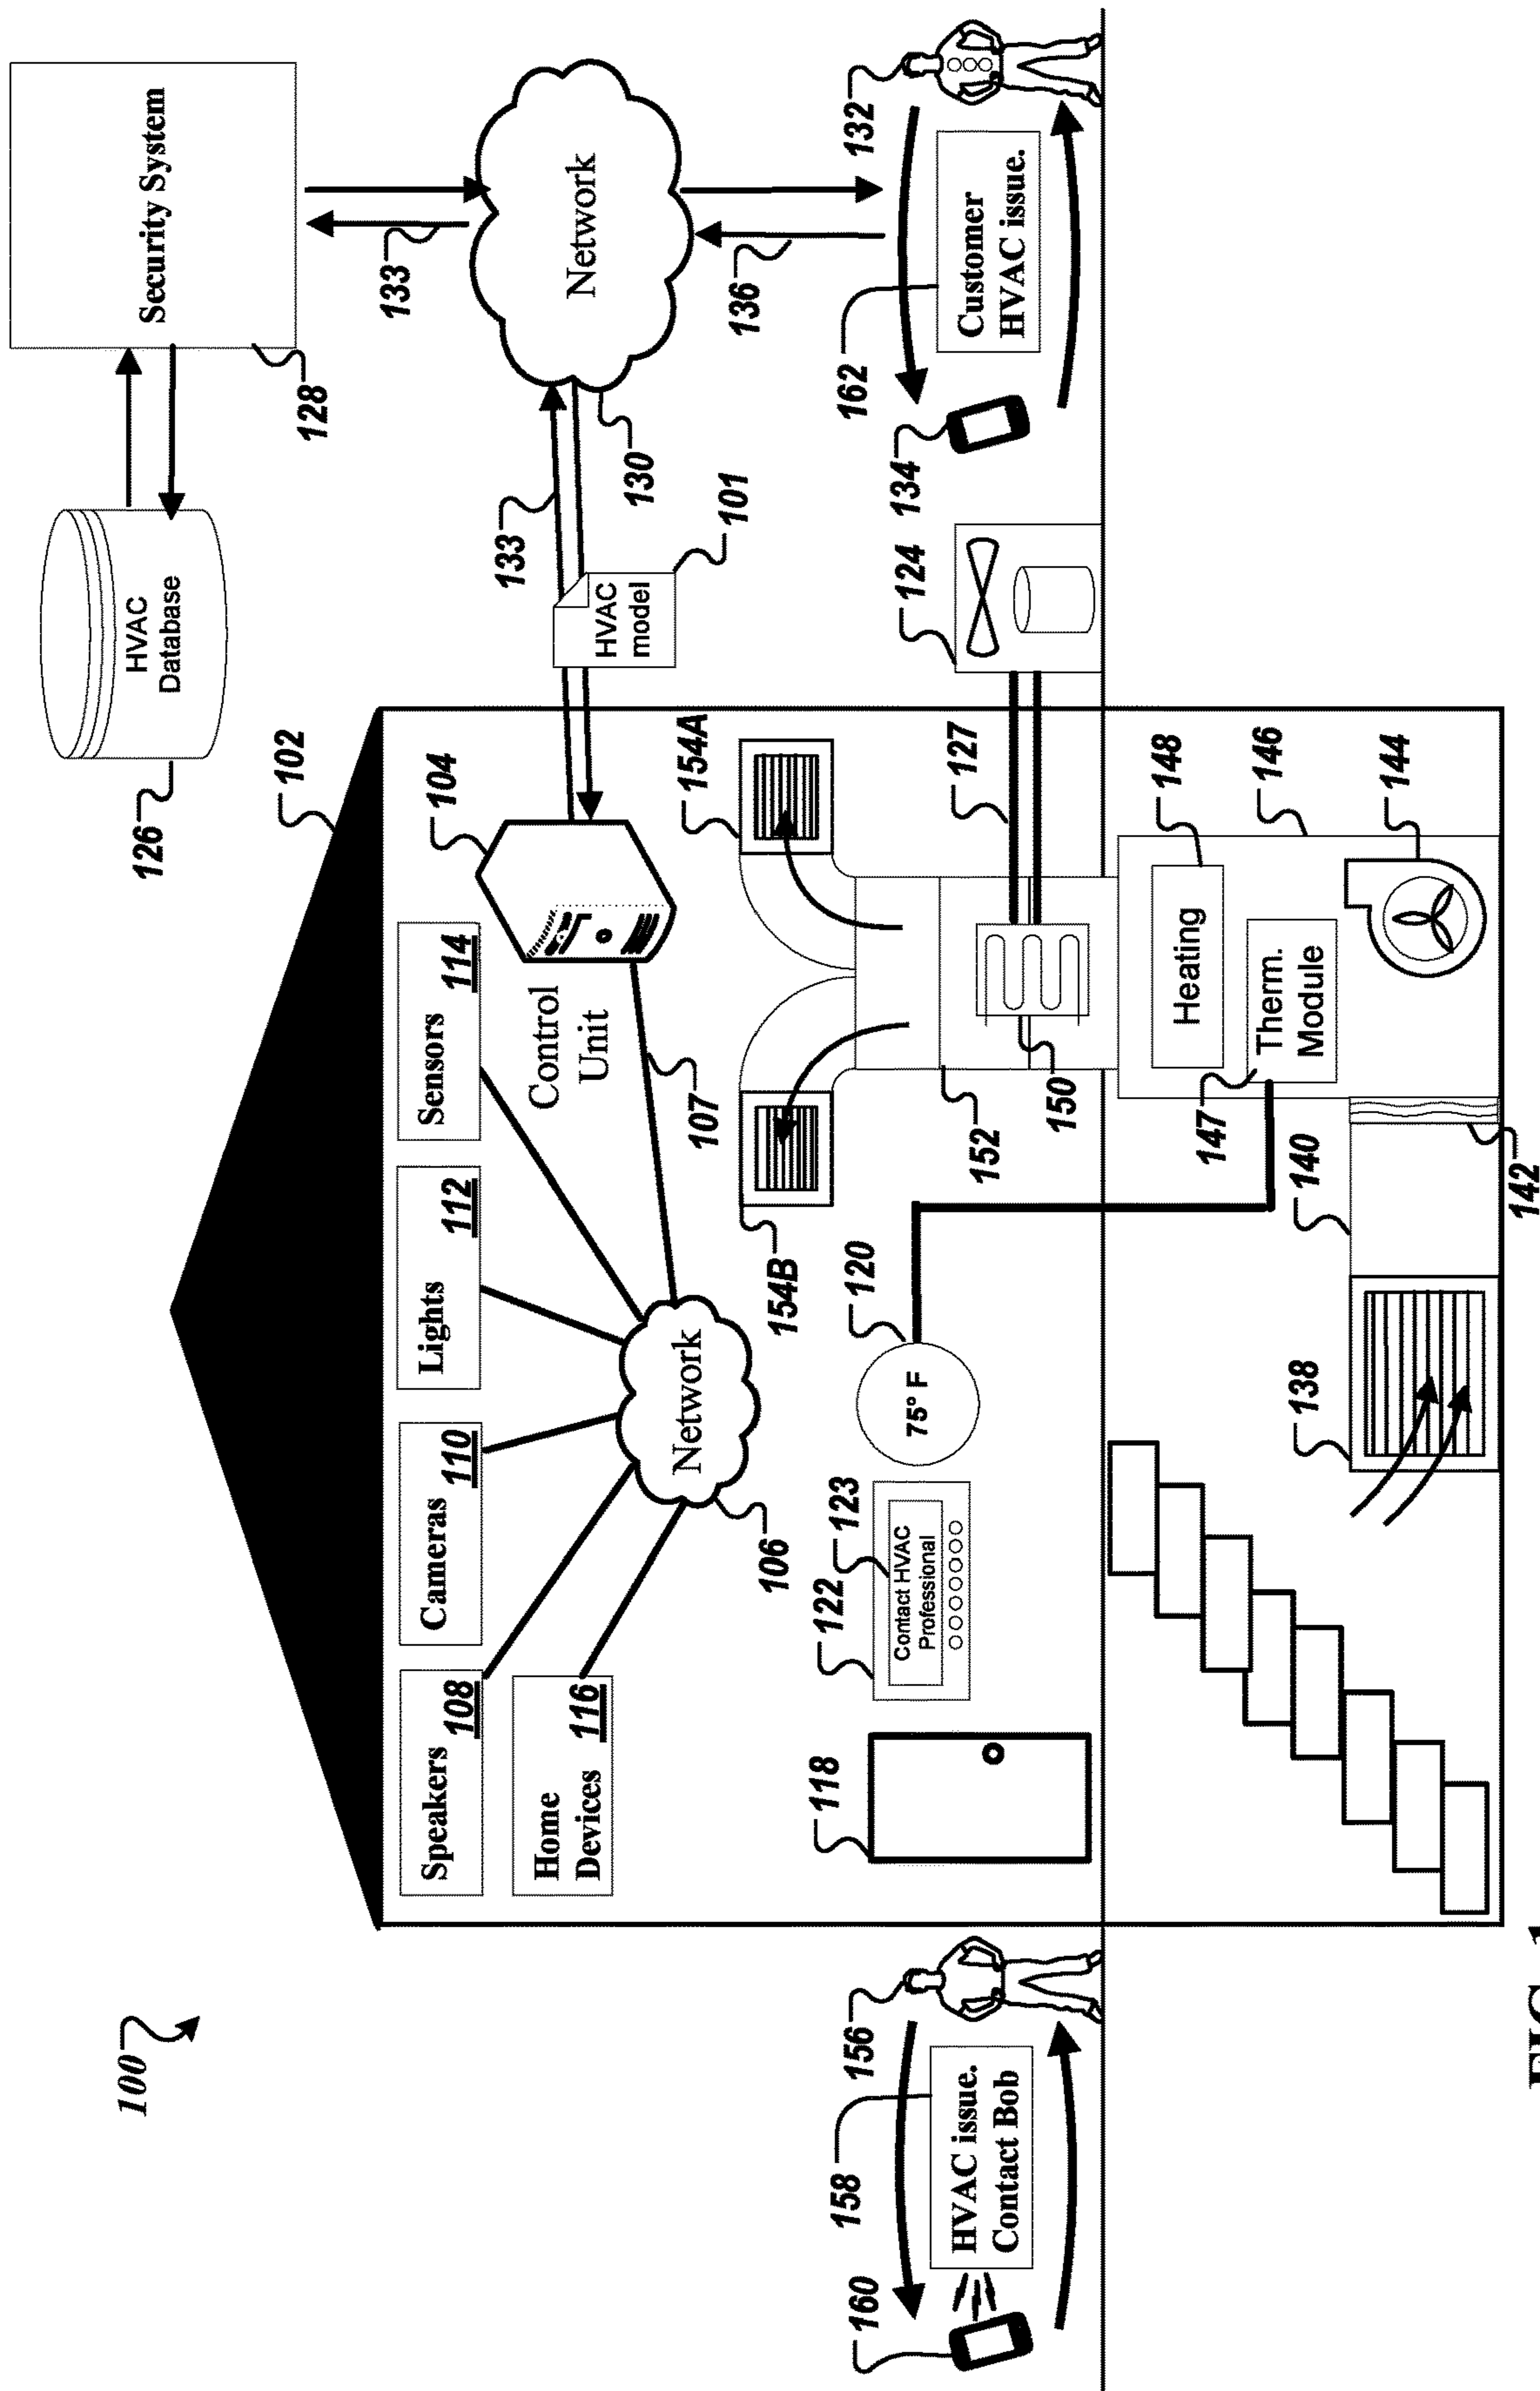 100
126
HVAC
Database
128
Security System
133
102
133
130
Network
101
HVAC
model
104
Control
Unit
107
Speakers
108
Cameras
110
Lights
112
Sensors
114
Home
Devices
116
Network
106
136
154A
154B
160
158
156
HVAC issue.
Contact Bob
118
122
123
Contact HVAC
Professional
120
75° F
152
150
127
124
134
162
132
Customer
HVAC issue.
138
140
142
147
Therm.
Module
Heating
148
146
144
FIG. 1